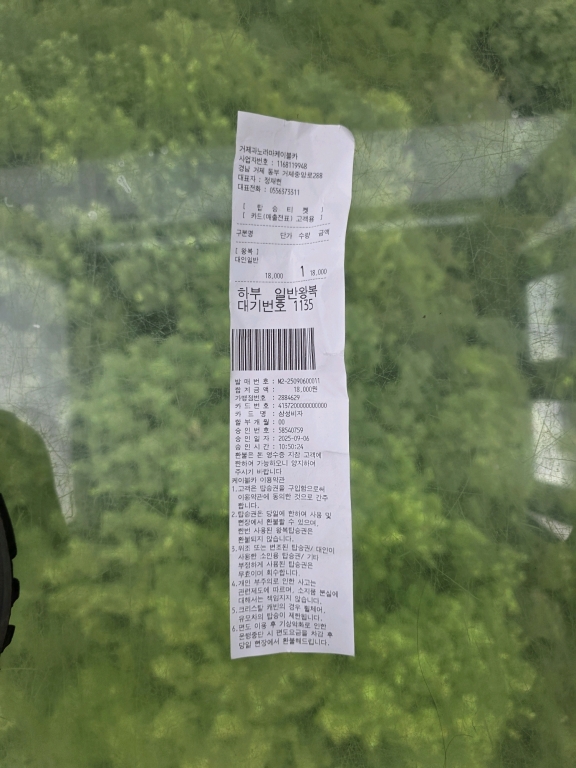 거제파노라마케이블카
사업자번호 : 1168119948
경남 거제 동부 거제중앙로288
대표자 : 정재헌
대표전화 : 0556375311
[ 탑 승 티 켓 ]
[ 카드(매출전표) 고객용 ]
구분명 단가 수량 금액
[ 왕복 ]
대인일반
18,000 1 18,000
하부 일반왕복
대기번호 1135
발 매 번 호 : M2-25090600011
합 계 금 액 : 18,000원
가맹점번호 : 2884629
카 드 번 호 : 4137200000000000
카 드 명 : 삼성비자
할 부 개 월 : 00
승 인 번 호 : 58540759
승 인 일 자 : 2025-09-06
승 인 시 간 : 10:50:24
환불은 본 영수증 지참 고객에
한하여 가능하오니 양지하여
주시기 바랍니다
케이블카 이용약관
1. 고객은 탑승권을 구입함으로써
이용약관에 동의한 것으로 간주
합니다.
2. 탑승권은 당일에 한하여 사용 및
현장에서 환불할 수 있으며,
한번 사용된 왕복탑승권은
환불되지 않습니다.
3. 위조 또는 변조된 탑승권/ 대인이
사용한 소인용 탑승권/ 기타
부정하게 사용된 탑승권은
무효이며 회수합니다.
4. 개인 부주의로 인한 사고는
관련제도에 따르며, 소지품 분실에
대해서는 책임지지 않습니다.
5. 크리스탈 캐빈의 경우 휠체어,
유모차의 탑승이 제한됩니다.
6. 편도 이용 후 기상악화로 인한
운행중단 시 편도요금을 차감 후
당일 현장에서 환불해드립니다.